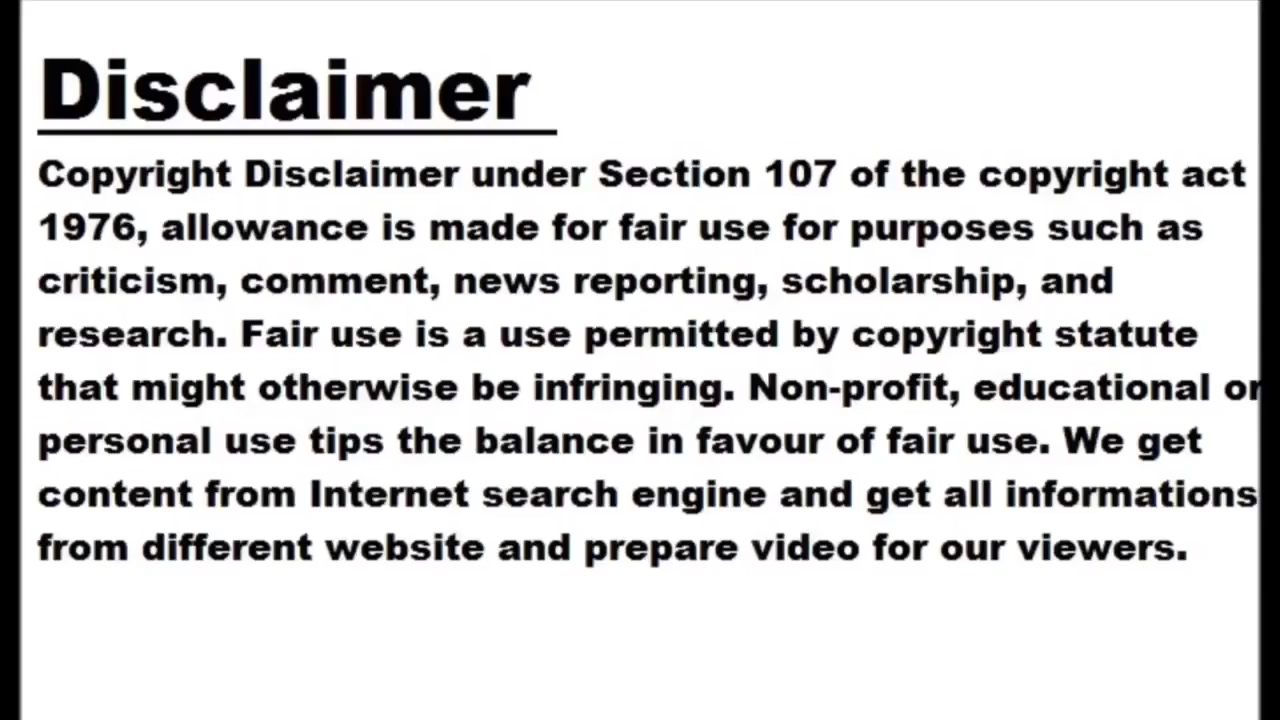 Disclaimer
Copyright Disclaimer under Section 107 of the copyright act
1976, allowance is made for fair use for purposes such as
criticism, comment, news reporting, scholarship, and
research. Fair use is a use permitted by copyright statute
that might otherwise be infringing. Non-profit, educational or
personal use tips the balance in favour of fair use. We get
content from Internet search engine and get all informations
from different website and prepare video for our viewers.